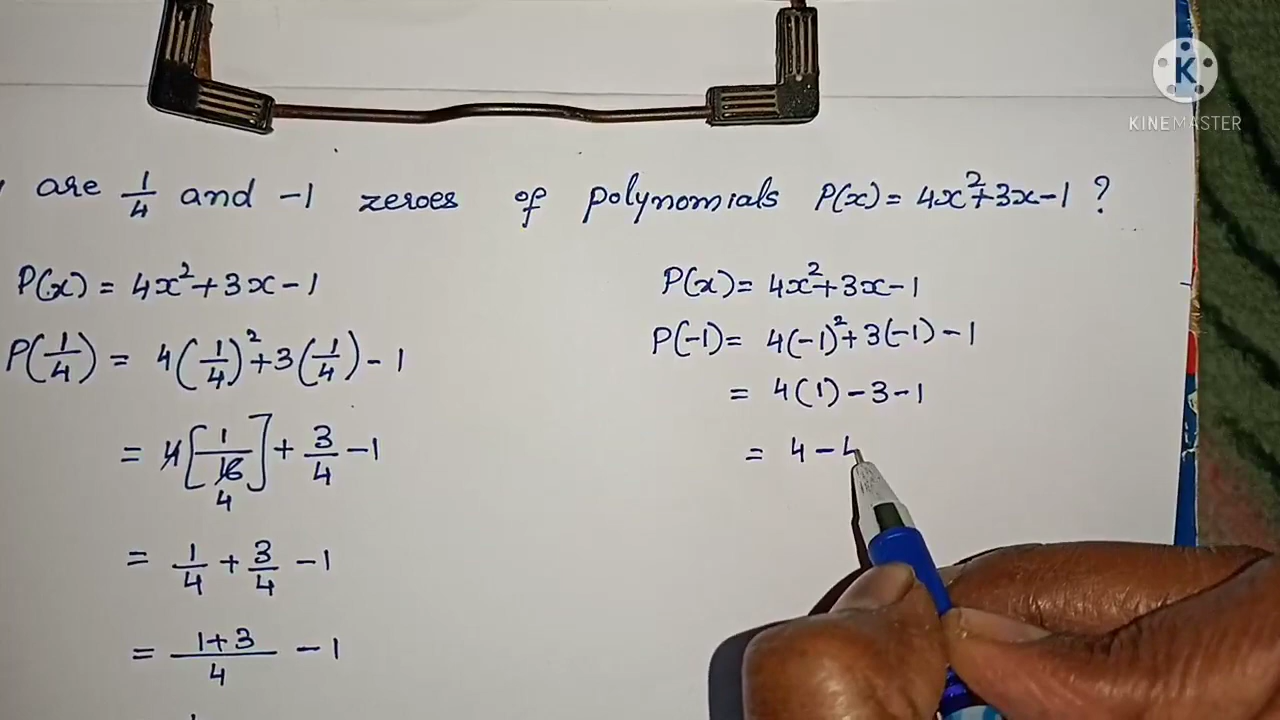 are 1/4 and -1 zeroes of polynomials P(x) = 4x²+3x-1 ?
P(x) = 4x²+3x-1
P(1/4) = 4(1/4)²+3(1/4)-1
= 4[1/16]+3/4-1
4
= 1/4+3/4-1
= (1+3)/4 -1
P(x) = 4x²+3x-1
P(-1) = 4(-1)²+3(-1)-1
= 4(1)-3-1
= 4-4
K
KINEMASTER